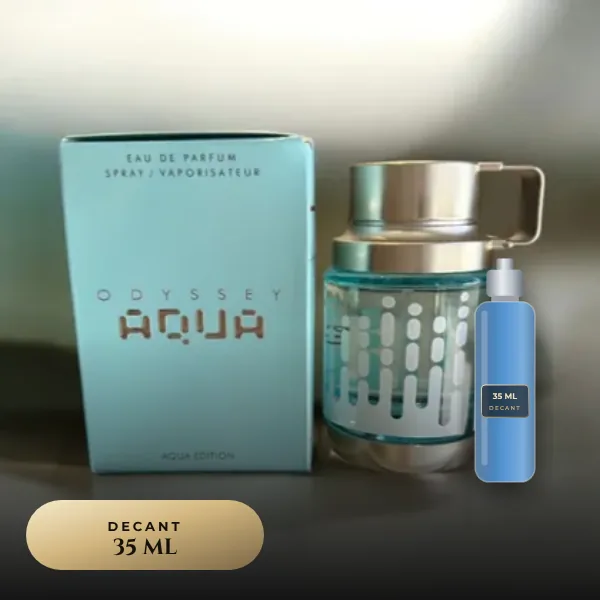 EAU DE PARFUM
SPRAY / VAPORISATEUR
ODYSSEY
AQUA
AQUA EDITION
35 ML
DECANT
DECANT
35 ML